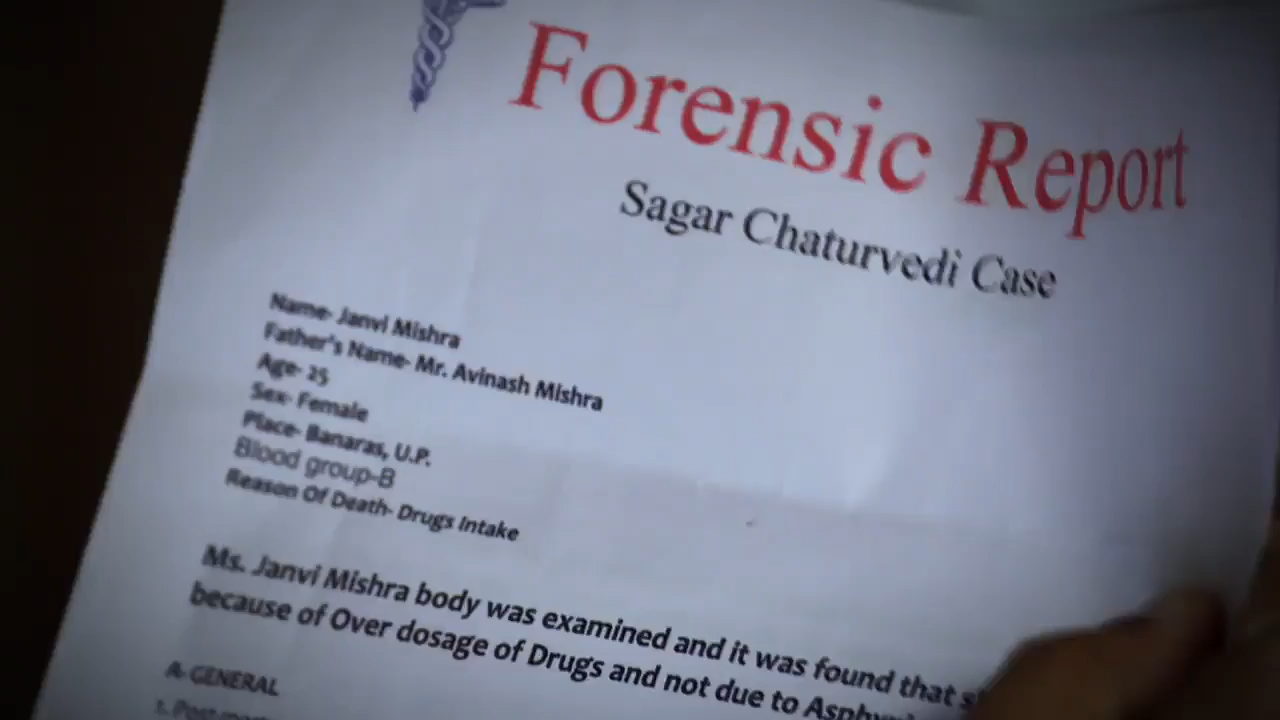 Forensic Report
Sagar Chaturvedi Case
Name- Janvi Mishra
Father's Name- Mr. Avinash Mishra
Age- 25
Sex- Female
Place- Banaras, U.P.
Blood group-B
Reason Of Death- Drugs Intake
Ms. Janvi Mishra body was examined and it was found that
because of Over dosage of Drugs and not due to
A- GENERAL
1.